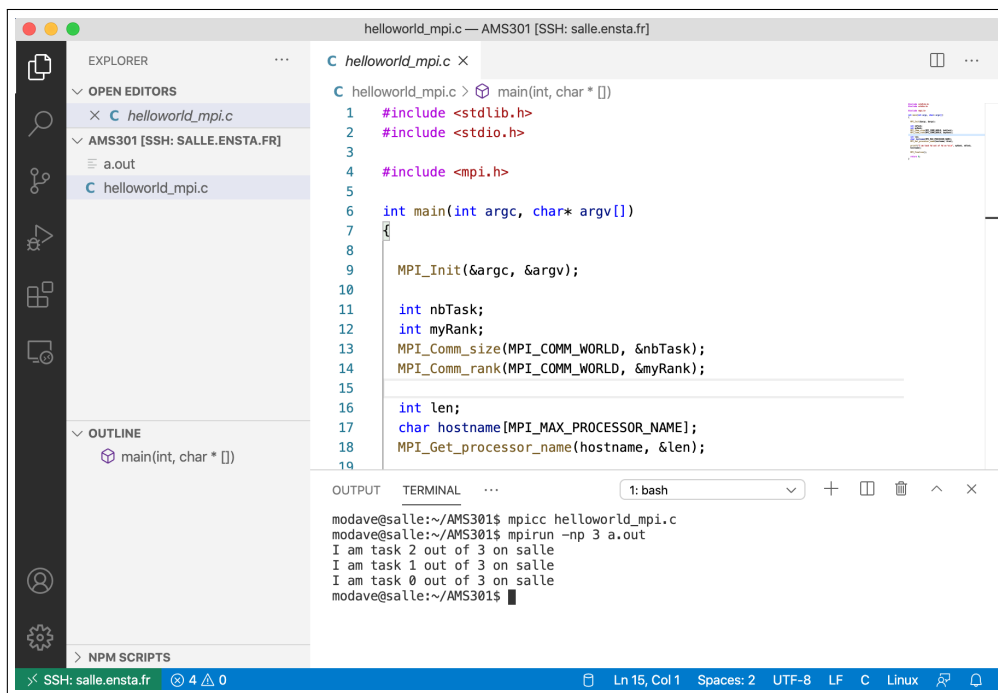 helloworld_mpi.c — AMS301 [SSH: salle.ensta.fr]
EXPLORER
OPEN EDITORS
C helloworld_mpi.c
AMS301 [SSH: SALLE.ENSTA.FR]
a.out
C helloworld_mpi.c
OUTLINE
main(int, char * [])
NPM SCRIPTS
C helloworld_mpi.c
C helloworld_mpi.c > main(int, char * [])
1 #include <stdlib.h>
2 #include <stdio.h>
3
4 #include <mpi.h>
5
6 int main(int argc, char* argv[])
7 {
8
9 MPI_Init(&argc, &argv);
10
11 int nbTask;
12 int myRank;
13 MPI_Comm_size(MPI_COMM_WORLD, &nbTask);
14 MPI_Comm_rank(MPI_COMM_WORLD, &myRank);
15
16 int len;
17 char hostname[MPI_MAX_PROCESSOR_NAME];
18 MPI_Get_processor_name(hostname, &len);
19
OUTPUT TERMINAL ··· 1: bash
modave@salle:~/AMS301$ mpicc helloworld_mpi.c
modave@salle:~/AMS301$ mpirun -np 3 a.out
I am task 2 out of 3 on salle
I am task 1 out of 3 on salle
I am task 0 out of 3 on salle
modave@salle:~/AMS301$
SSH: salle.ensta.fr 4 0 Ln 15, Col 1 Spaces: 2 UTF-8 LF C Linux